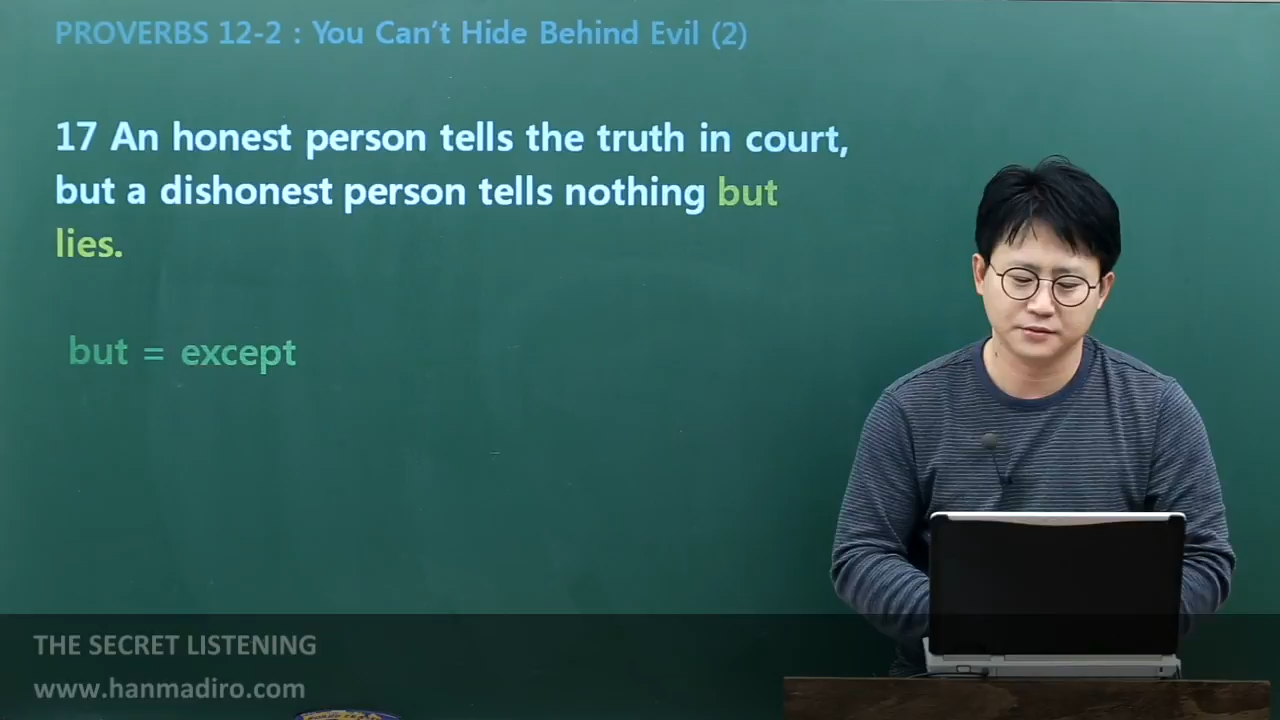 PROVERBS 12-2 : You Can’t Hide Behind Evil (2)
17 An honest person tells the truth in court,
but a dishonest person tells nothing but
lies.
but = except
THE SECRET LISTENING
www.hanmadiro.com